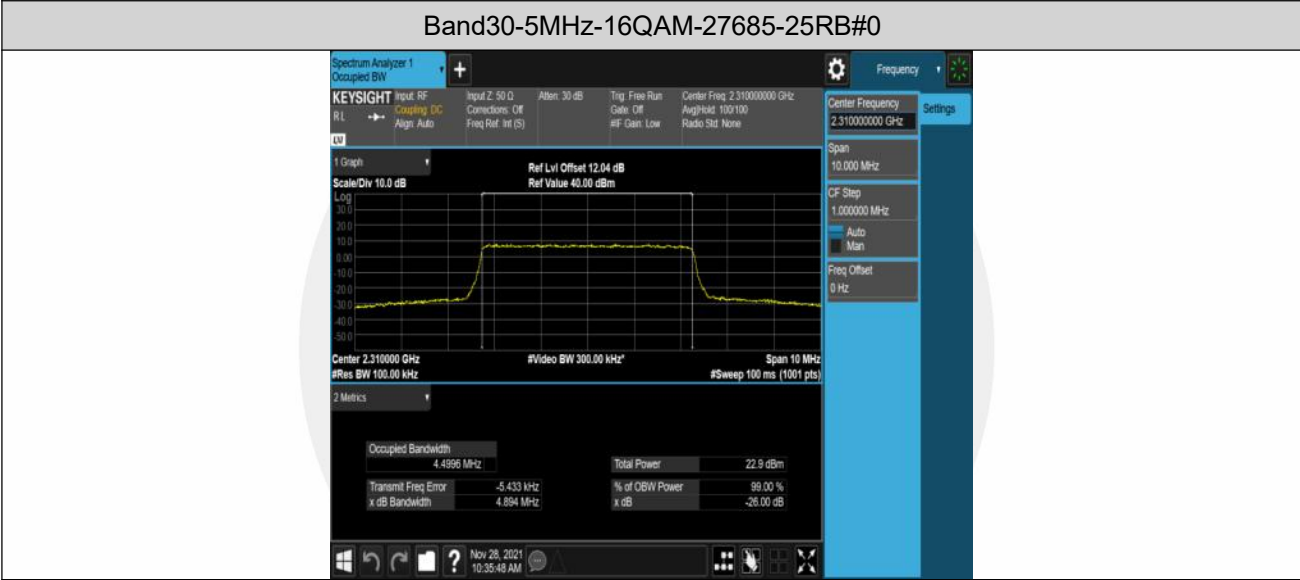 Band30-5MHz-16QAM-27685-25RB#0
Spectrum Analyzer 1
Occupied BW
+
Frequency
KEYSIGHT
Input: RF
Input Z: 50 Ω
Atten: 30 dB
Trig: Free Run
Center Freq: 2.310000000 GHz
RL
Coupling: DC
Corrections: Off
Gate: Off
Avg|Hold: 100/100
Align: Auto
Freq Ref: Int (S)
#IF Gain: Low
Radio Std: None
LW
Center Frequency
2.310000000 GHz
Settings
Span
10.000 MHz
CF Step
1.000000 MHz
Auto
Man
Freq Offset
0 Hz
1 Graph
Ref Lvl Offset 12.04 dB
Scale/Div 10.0 dB
Ref Value 40.00 dBm
Log
30.0
20.0
10.0
0.00
-10.0
-20.0
-30.0
-40.0
-50.0
Center 2.310000 GHz
#Video BW 300.00 kHz*
Span 10 MHz
#Res BW 100.00 kHz
#Sweep 100 ms (1001 pts)
2 Metrics
Occupied Bandwidth
4.4996 MHz
Total Power
22.9 dBm
Transmit Freq Error
-5.433 kHz
% of OBW Power
99.00 %
x dB Bandwidth
4.894 MHz
x dB
-26.00 dB
?
Nov 28, 2021
10:35:48 AM